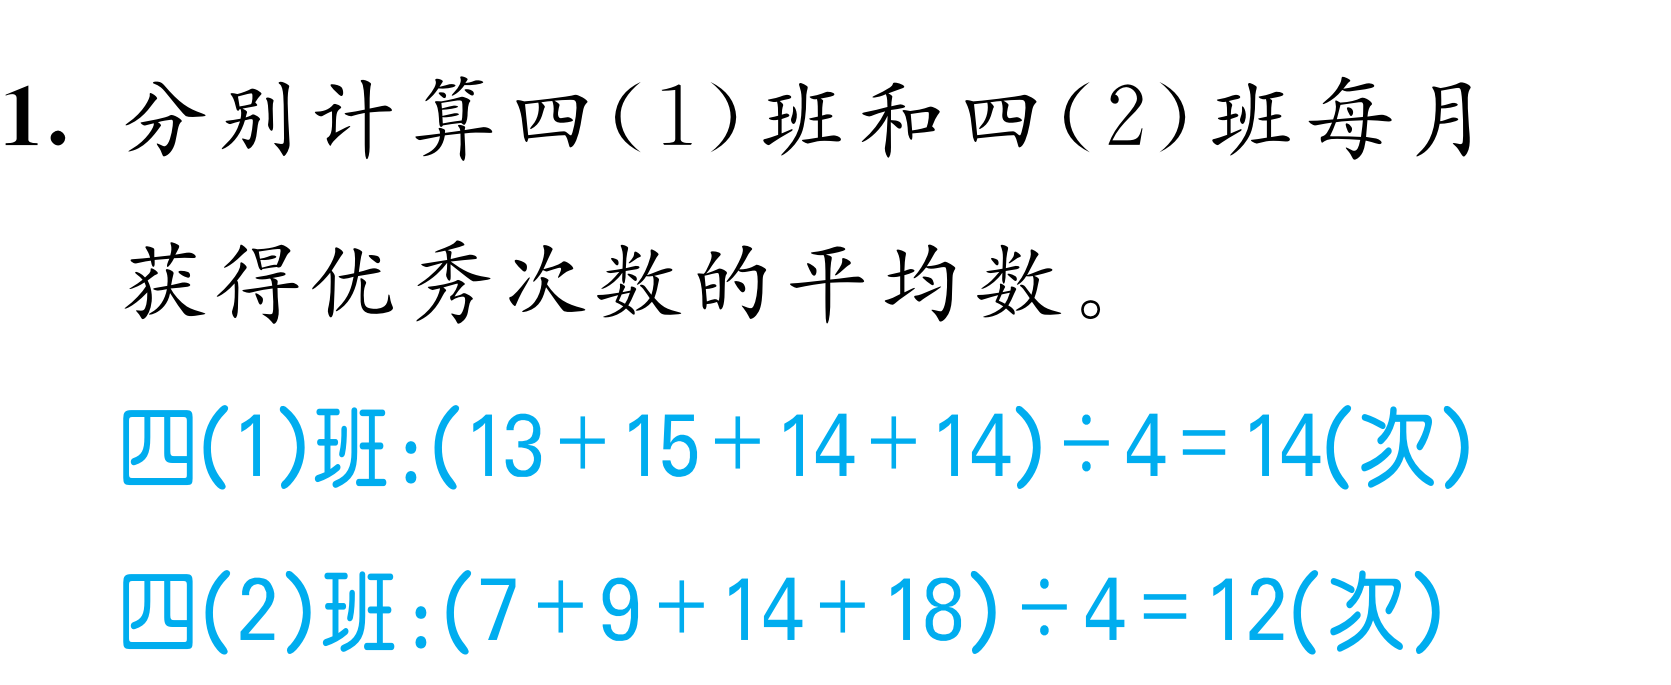 1. 分别计算四(1)班和四(2)班每月
获得优秀次数的平均数。
四(1)班:(13+15+14+14)÷4=14(次)
四(2)班:(7+9+14+18)÷4=12(次)